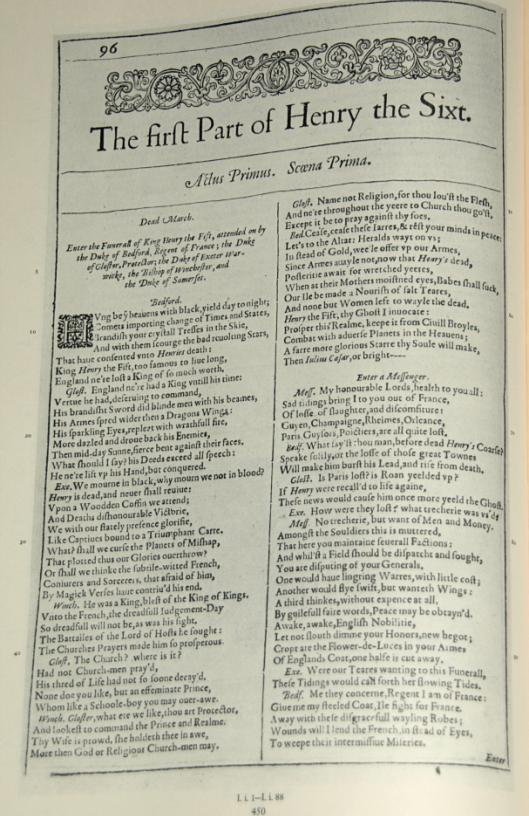 96
The firſt Part of Henry the Sixt.
Actus Primus. Scœna Prima.
Dead March.
Enter the Funerall of King Henry the Fift, attended on by
the Duke of Bedford, Regent of France; the Duke
of Gloster, Protector; the Duke of Exeter War-
wicke, the Bishop of Winchester, and
the Duke of Somerset.
Bedford.
HVng be ỹ heauens with black, yield day to night;
Comets importing change of Times and States,
Brandish your cryſtall Treſſes in the Skie,
And with them ſcourge the bad reuolting Stars,
That haue conſented vnto Henries death:
King Henry the Fift, too famous to liue long,
England ne're loſt a King of ſo much worth.
Gloſt. England ne're had a King vntill his time:
Vertue he had, deſeruing to command,
His brandiſht Sword did blinde men with his beames,
His Armes ſpred wider then a Dragons Wings:
His ſparkling Eyes, repleat with wrathfull fire,
More dazled and droue back his Enemies,
Then mid-day Sunne, fierce bent againſt their faces.
What ſhould I ſay? his Deeds exceed all ſpeech:
He ne're lift vp his Hand, but conquered.
Exe. We mourne in black, why mourn we not in blood?
Henry is dead, and neuer ſhall reuiue:
Vpon a Woodden Coffin we attend;
And Deaths diſhonourable Victorie,
We with our ſtately preſence glorifie,
Like Captiues bound to a Triumphant Carre.
What? ſhall we curſe the Planets of Miſhap,
That plotted thus our Glories ouerthrow?
Or ſhall we thinke the ſubtile-witted French,
Coniurers and Sorcerers, that afraid of him,
By Magick Verſes haue contriu'd his end.
Winch. He was a King, bleſt of the King of Kings.
Vnto the French, the dreadfull Iudgement-Day
So dreadfull will not be, as was his ſight.
The Battailes of the Lord of Hoſts he fought:
The Churches Prayers made him ſo proſperous.
Gloſt. The Church? where is it?
Had not Church-men pray'd,
His thred of Life had not ſo ſoone decay'd.
None doe you like, but an effeminate Prince,
Whom like a Schoole-boy you may ouer-awe.
Winch. Gloſter, what ere we like, thou art Protector,
And lookeſt to command the Prince and Realme.
Thy Wife is prowd, ſhe holdeth thee in awe,
More then God or Religious Church-men may.
Gloſt. Name not Religion, for thou lou'ſt the Fleſh,
And ne're throughout the yeere to Church thou go'ſt,
Except it be to pray againſt thy foes.
Bed. Ceaſe, ceaſe theſe Iarres, & reſt your minds in peace:
Let's to the Altar: Heralds wayt on vs;
In ſtead of Gold, wee'le offer vp our Armes,
Since Armes auayle not, now that Henry's dead,
Poſteritie await for wretched yeeres,
When at their Mothers moiſtned eyes, Babes ſhall ſuck,
Our Ile be made a Nouriſh of ſalt Teares,
And none but Women left to wayle the dead.
Henry the Fift, thy Ghoſt I inuocate:
Proſper this Realme, keepe it from Ciuill Broyles,
Combat with aduerſe Planets in the Heauens;
A farre more glorious Starre thy Soule will make,
Then Iulius Cæſar, or bright----
Enter a Meſſenger.
Meſſ. My honourable Lords, health to you all:
Sad tidings bring I to you out of France,
Of loſſe, of ſlaughter, and diſcomfiture:
Guyen, Champaigne, Rheimes, Orleance,
Paris Guyſors, Poictiers, are all quite loſt.
Bedf. What ſay'ſt thou man, before dead Henry's Coarſe?
Speake ſoftly, or the loſſe of thoſe great Townes
Will make him burſt his Lead, and riſe from death.
Gloſt. Is Paris loſt? is Roan yeelded vp?
If Henry were recall'd to life againe,
Theſe news would cauſe him once more yeeld the Ghoſt.
Exe. How were they loſt? what trecherie was vs'd?
Meſſ. No trecherie, but want of Men and Money.
Amongſt the Souldiers this is muttered,
That here you maintaine ſeuerall Factions:
And whil'ſt a Field ſhould be diſpatcht and fought,
You are diſputing of your Generals.
One would haue lingring Warres, with little coſt;
Another would flye ſwift, but wanteth Wings:
A third thinkes, without expence at all,
By guilefull faire words, Peace may be obtayn'd.
Awake, awake, Engliſh Nobilitie,
Let not ſlouth dimme your Honors, new begot;
Cropt are the Flower-de-Luces in your Armes
Of Englands Coat, one halfe is cut away.
Exe. Were our Teares wanting to this Funerall,
Theſe Tidings would call forth her flowing Tides.
Bedf. Me they concerne, Regent I am of France:
Giue me my ſteeled Coat, Ile fight for France.
Away with theſe diſgracefull wayling Robes;
Wounds will I lend the French, in ſtead of Eyes,
To weepe their intermiſſiue Miſeries.
Enter
I.i.1–I.i.88
450